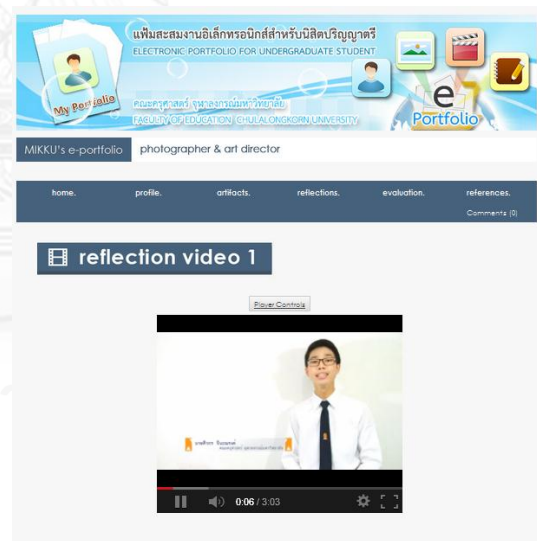 แฟ้มสะสมงานอิเล็กทรอนิกส์สำหรับนิสิตปริญญาตรี
ELECTRONIC PORTFOLIO FOR UNDERGRADUATE STUDENT
My Portfolio
คณะครุศาสตร์ จุฬาลงกรณ์มหาวิทยาลัย
FACULTY OF EDUCATION CHULALONGKORN UNIVERSITY
e
Portfolio
MIKKU's e-portfolio
photographer & art director
home. profile. artifacts. reflections. evaluation. references.
Comments (0)
reflection video 1
Player Controls
0:06 / 3:03